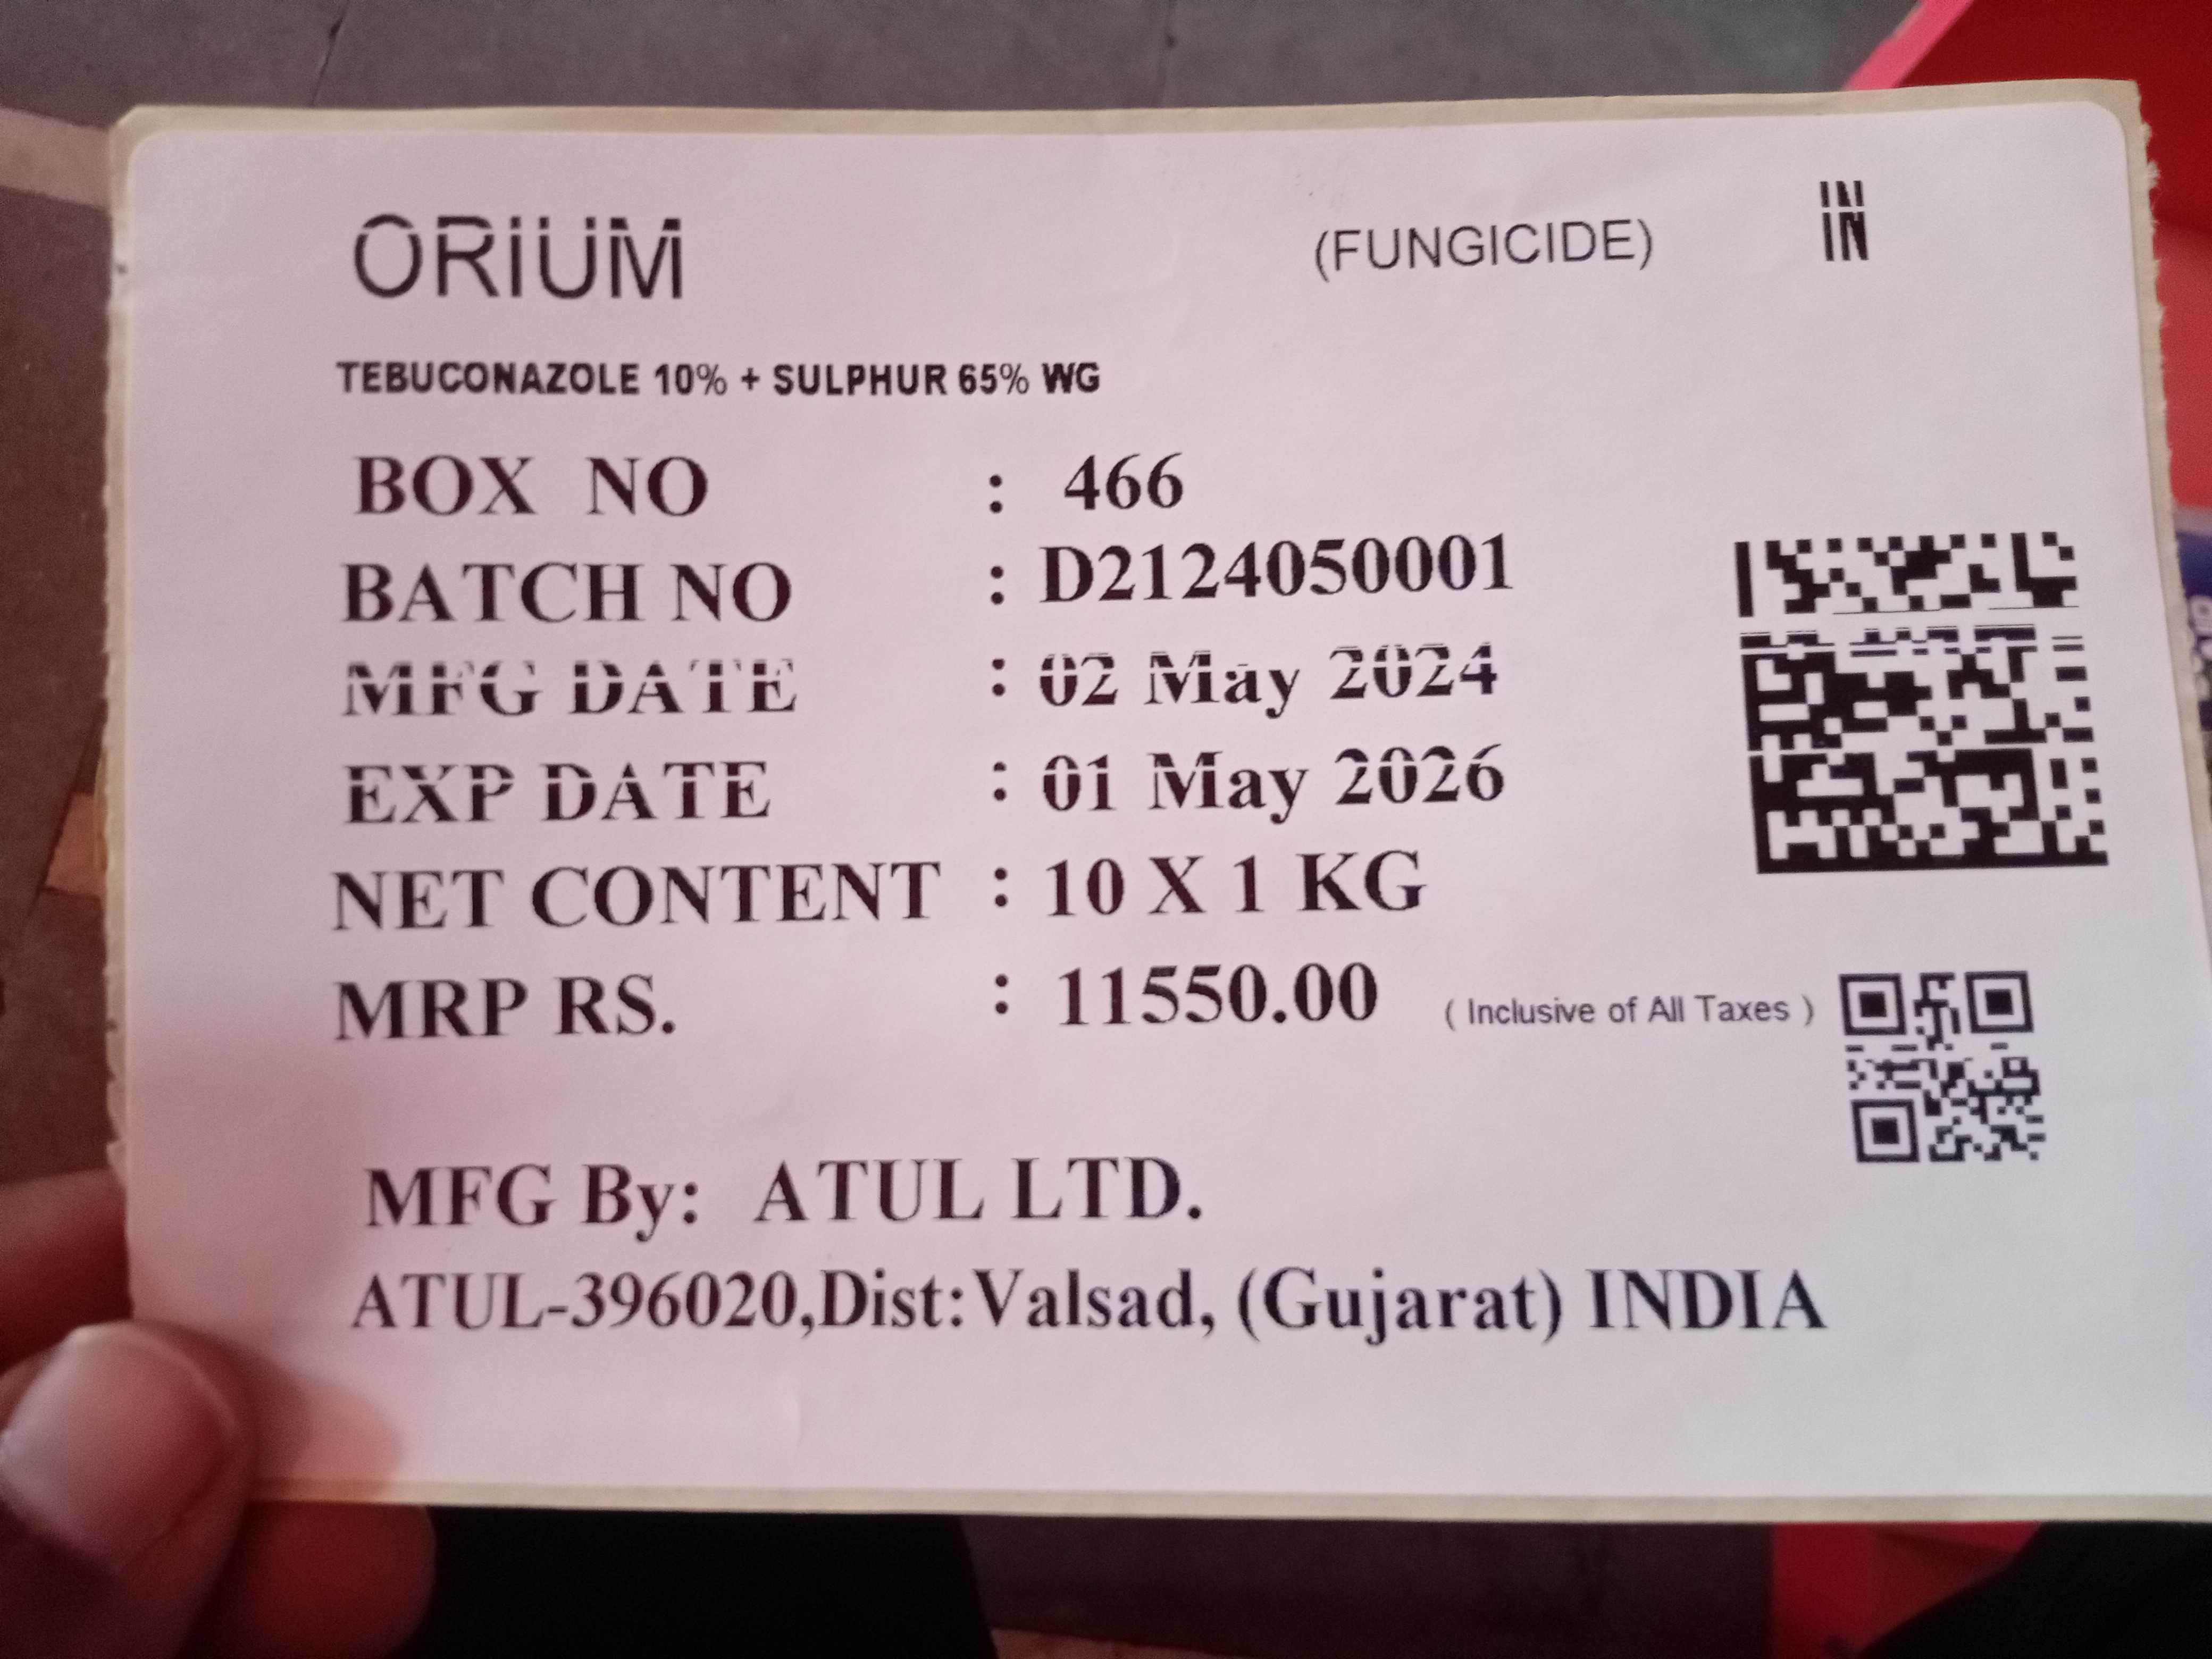 ORIUM (FUNGICIDE) IN
TEBUCONAZOLE 10% + SULPHUR 65% WG
BOX NO : 466
BATCH NO : D2124050001
MFG DATE : 02 May 2024
EXP DATE : 01 May 2026
NET CONTENT : 10 X 1 KG
MRP RS. : 11550.00 ( Inclusive of All Taxes )
MFG By: ATUL LTD.
ATUL-396020,Dist:Valsad, (Gujarat) INDIA